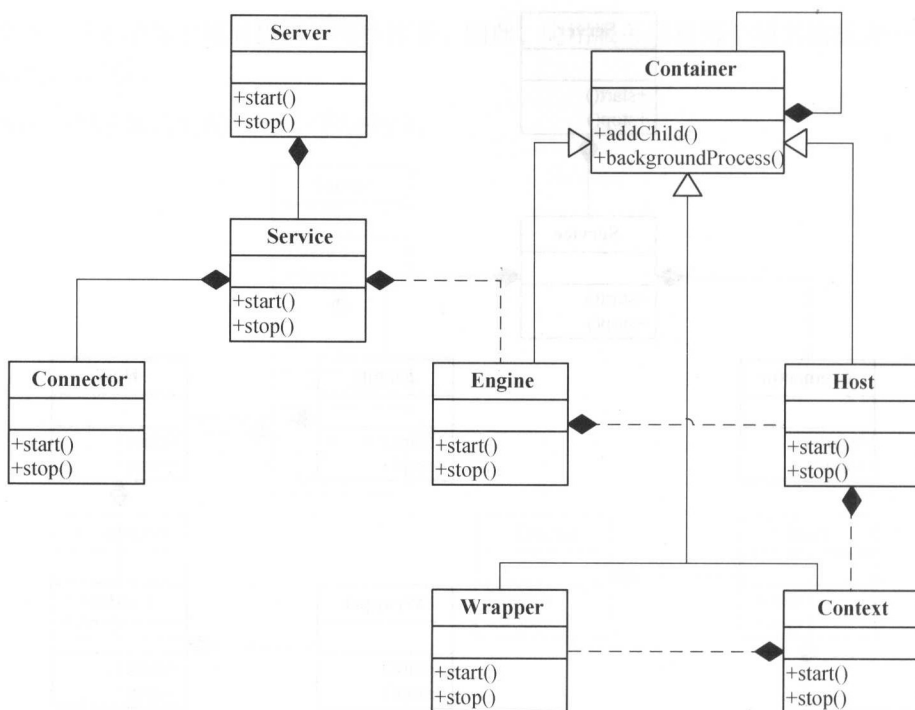 Server
+start()
+stop()
Container
+addChild()
+backgroundProcess()
Service
+start()
+stop()
Connector
+start()
+stop()
Engine
+start()
+stop()
Host
+start()
+stop()
Wrapper
+start()
+stop()
Context
+start()
+stop()